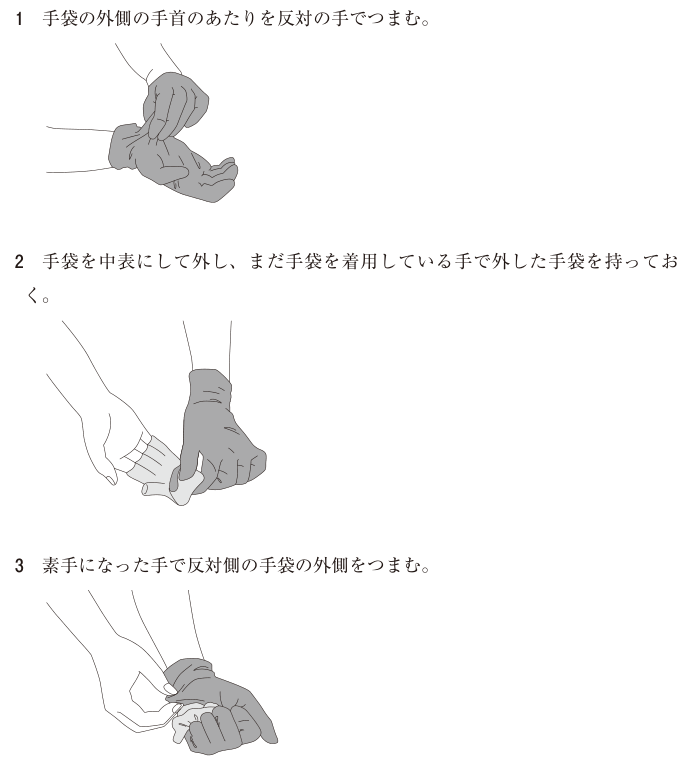 1 手袋の外側の手首のあたりを反対の手でつまむ。
2 手袋を中表にして外し、まだ手袋を着用している手で外した手袋を持ってお
く。
3 素手になった手で反対側の手袋の外側をつまむ。